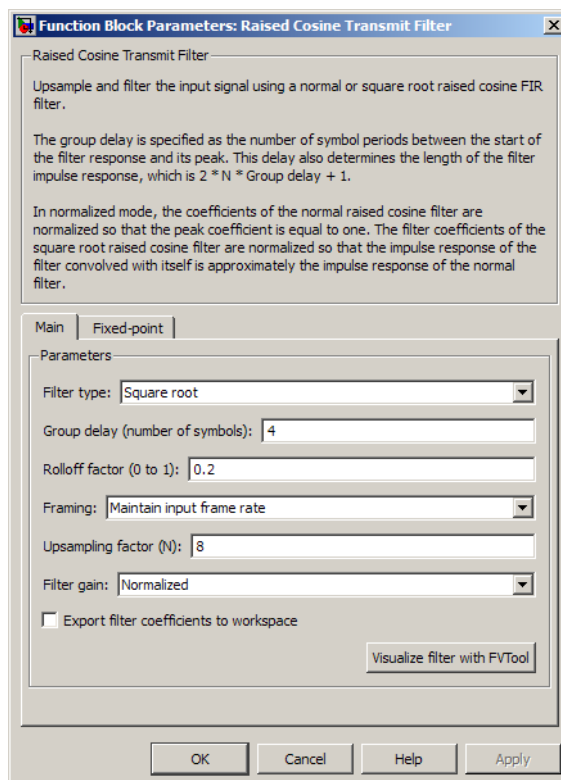 Function Block Parameters: Raised Cosine Transmit Filter
Raised Cosine Transmit Filter
Upsample and filter the input signal using a normal or square root raised cosine FIR
filter.
The group delay is specified as the number of symbol periods between the start of
the filter response and its peak. This delay also determines the length of the filter
impulse response, which is 2 * N * Group delay + 1.
In normalized mode, the coefficients of the normal raised cosine filter are
normalized so that the peak coefficient is equal to one. The filter coefficients of the
square root raised cosine filter are normalized so that the impulse response of the
filter convolved with itself is approximately the impulse response of the normal
filter.
Main Fixed-point
Parameters
Filter type: Square root
Group delay (number of symbols): 4
Rolloff factor (0 to 1): 0.2
Framing: Maintain input frame rate
Upsampling factor (N): 8
Filter gain: Normalized
Export filter coefficients to workspace
Visualize filter with FVTool
OK Cancel Help Apply